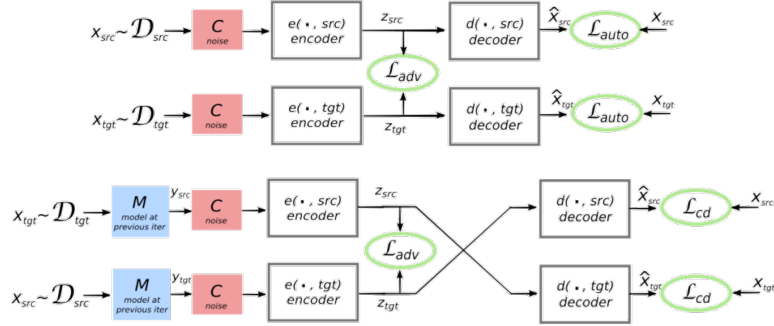 x_src ~ D_src
C
noise
e( · , src)
encoder
z_src
d( · , src)
decoder
x̂_src
L_auto
x_src
L_adv
x_tgt ~ D_tgt
C
noise
e( · , tgt)
encoder
z_tgt
d( · , tgt)
decoder
x̂_tgt
L_auto
x_tgt
x_tgt ~ D_tgt
M
model at
previous iter
y_src
C
noise
e( · , src)
encoder
z_src
d( · , src)
decoder
x̂_src
L_cd
x_src
L_adv
x_src ~ D_src
M
model at
previous iter
y_tgt
C
noise
e( · , tgt)
encoder
z_tgt
d( · , tgt)
decoder
x̂_tgt
L_cd
x_tgt